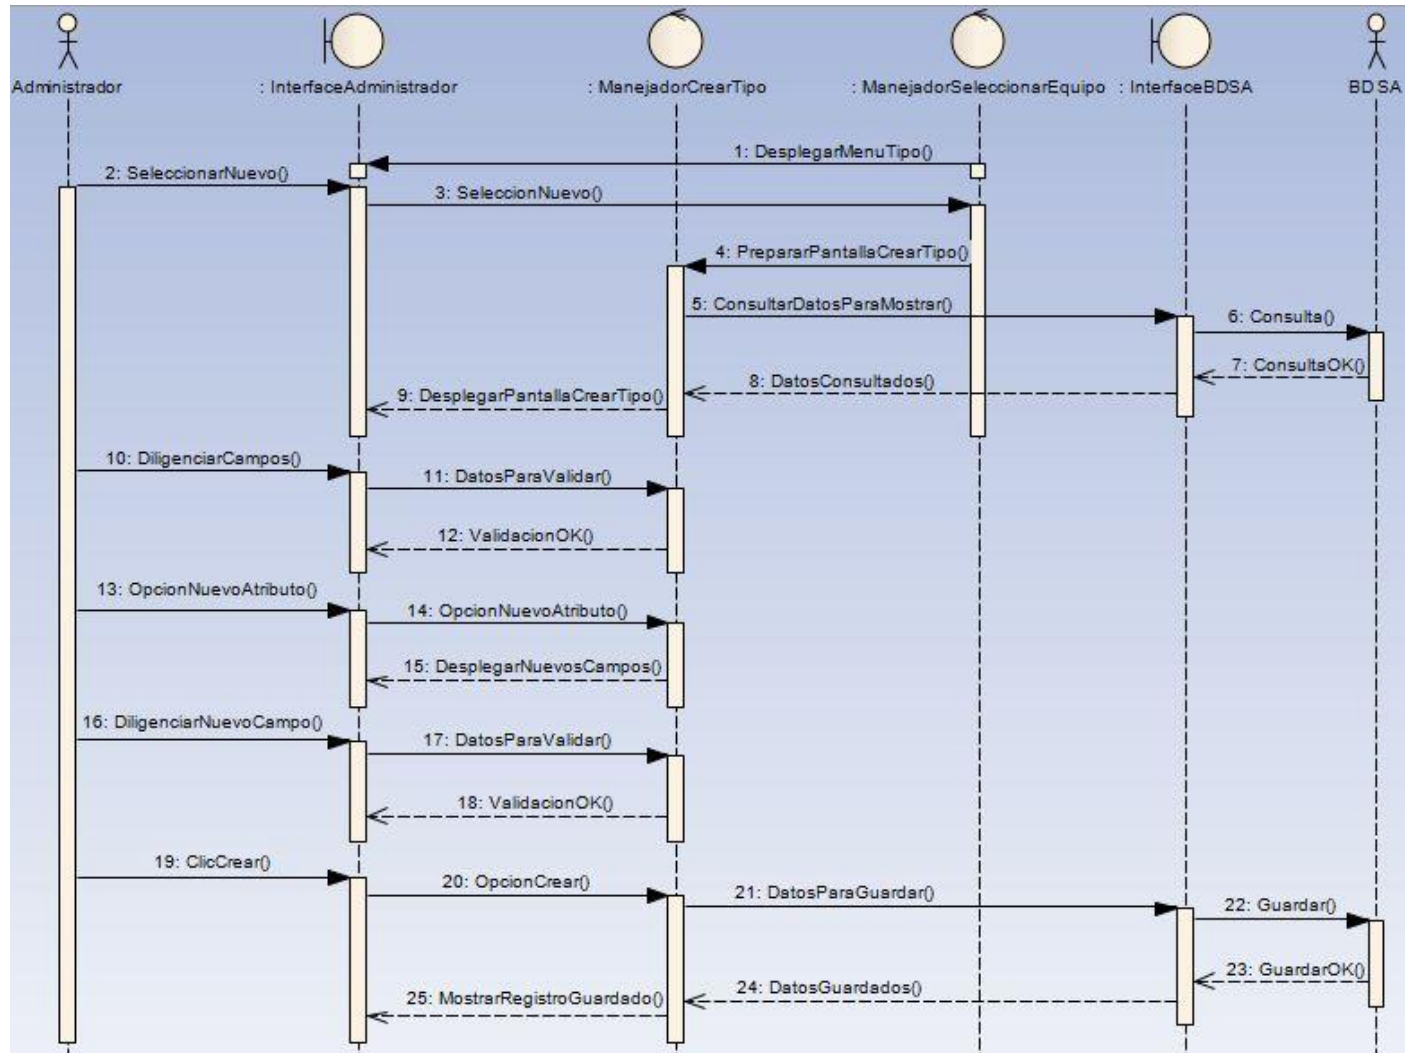 Administrador
: InterfaceAdministrador
: ManejadorCrearTipo
: ManejadorSeleccionarEquipo
: InterfaceBDSA
BDSA
1: DesplegarMenuTipo()
2: SeleccionarNuevo()
3: SeleccionNuevo()
4: PrepararPantallaCrearTipo()
5: ConsultarDatosParaMostrar()
6: Consulta()
7: ConsultaOK()
8: DatosConsultados()
9: DesplegarPantallaCrearTipo()
10: DiligenciarCampos()
11: DatosParaValidar()
12: ValidacionOK()
13: OpcionNuevoAtributo()
14: OpcionNuevoAtributo()
15: DesplegarNuevosCampos()
16: DiligenciarNuevoCampo()
17: DatosParaValidar()
18: ValidacionOK()
19: ClicCrear()
20: OpcionCrear()
21: DatosParaGuardar()
22: Guardar()
23: GuardarOK()
24: DatosGuardados()
25: MostrarRegistroGuardado()